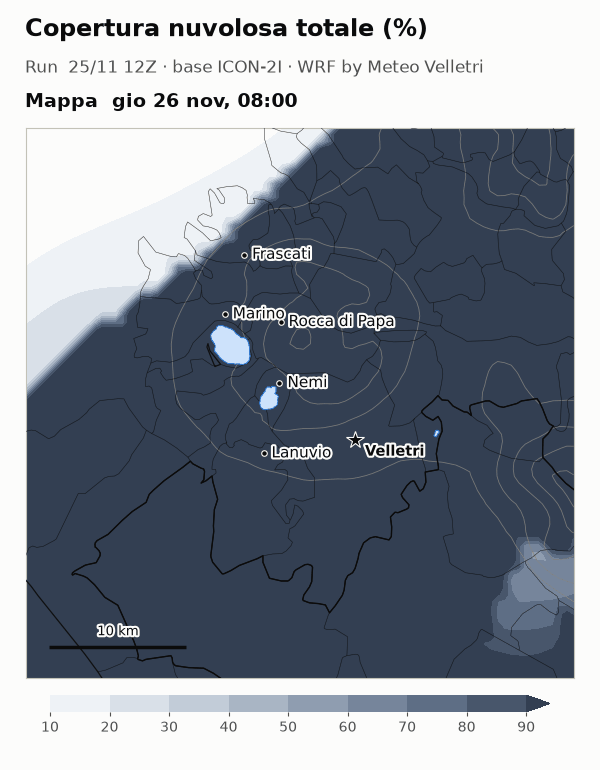 Copertura nuvolosa totale (%)
Run  25/11 12Z · base ICON-2I · WRF by Meteo Velletri
Mappa  gio 26 nov, 08:00
Frascati
Marino
Rocca di Papa
Nemi
Velletri
Lanuvio
10 km
10 20 30 40 50 60 70 80 90